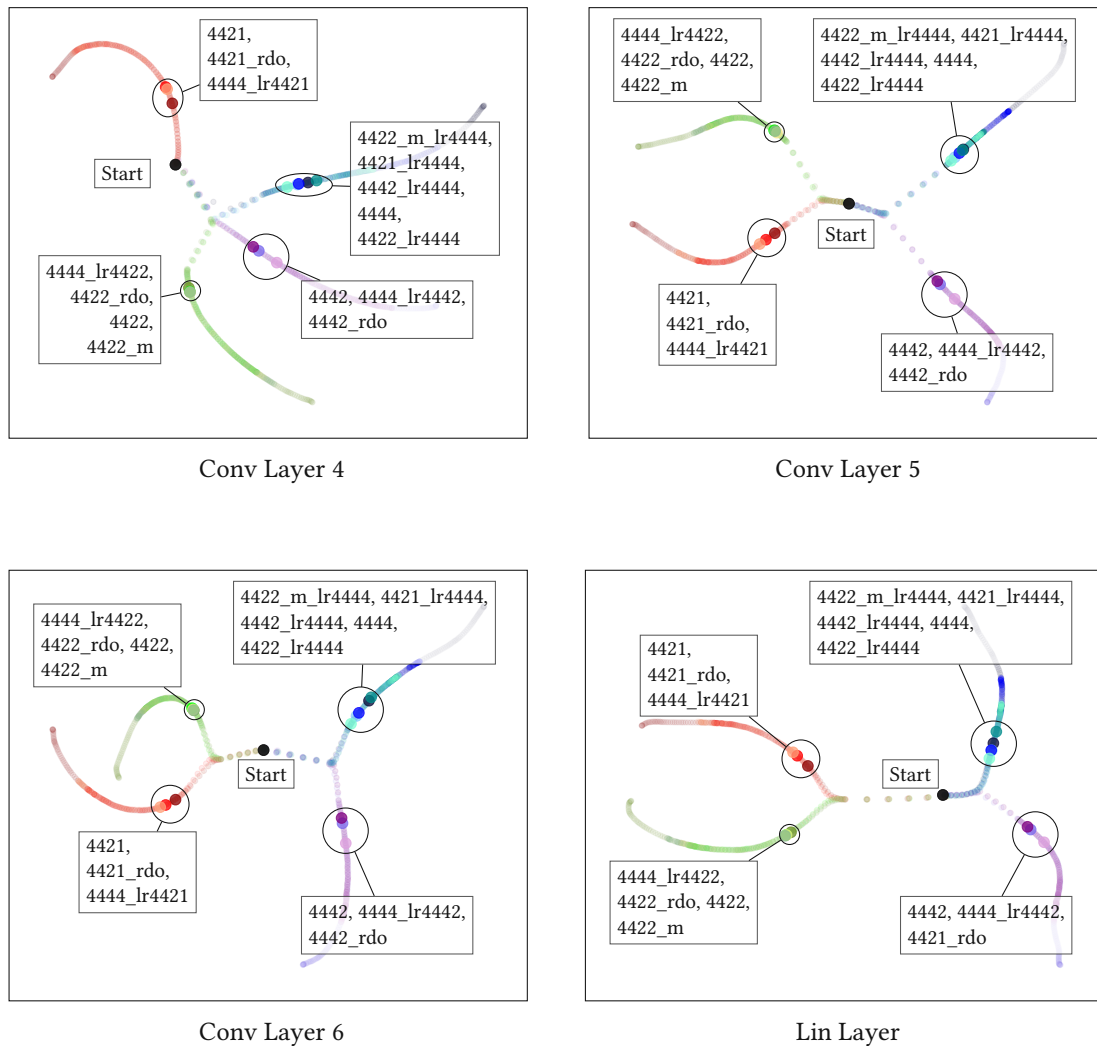 4421,
4421_rdo,
4444_lr4421
Start
4422_m_lr4444,
4421_lr4444,
4442_lr4444,
4444,
4422_lr4444
4444_lr4422,
4422_rdo,
4422,
4422_m
4442, 4444_lr4442,
4442_rdo
Conv Layer 4
4444_lr4422,
4422_rdo, 4422,
4422_m
4422_m_lr4444, 4421_lr4444,
4442_lr4444, 4444,
4422_lr4444
Start
4421,
4421_rdo,
4444_lr4421
4442, 4444_lr4442,
4442_rdo
Conv Layer 5
4444_lr4422,
4422_rdo, 4422,
4422_m
4422_m_lr4444, 4421_lr4444,
4442_lr4444, 4444,
4422_lr4444
Start
4421,
4421_rdo,
4444_lr4421
4442, 4444_lr4442,
4442_rdo
Conv Layer 6
4422_m_lr4444, 4421_lr4444,
4442_lr4444, 4444,
4422_lr4444
4421,
4421_rdo,
4444_lr4421
Start
4444_lr4422,
4422_rdo, 4422,
4422_m
4442, 4444_lr4442,
4421_rdo
Lin Layer